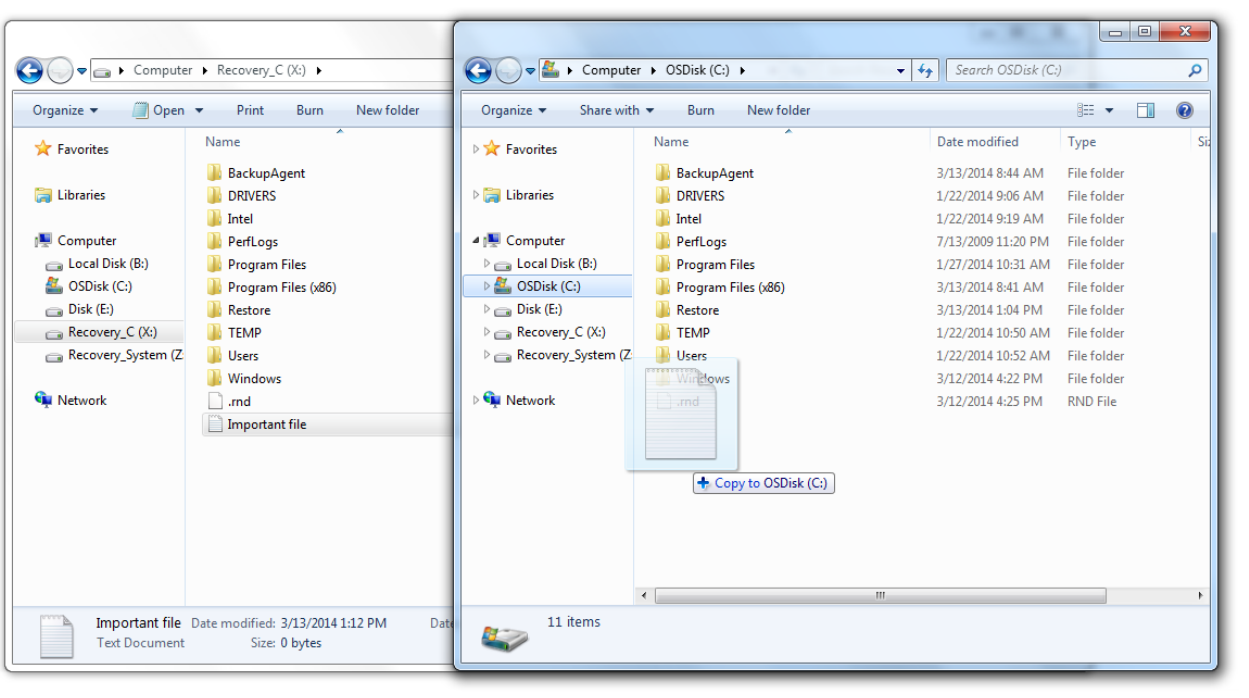 Computer Recovery_C (X:)
Organize Open Print Burn New folder
Favorites
Libraries
Computer
Local Disk (B:)
OSDisk (C:)
Disk (E:)
Recovery_C (X:)
Recovery_System (Z
Network
Name
BackupAgent
DRIVERS
Intel
PerfLogs
Program Files
Program Files (x86)
Restore
TEMP
Users
Windows
.rnd
Important file
Important file Date modified: 3/13/2014 1:12 PM Date
Text Document Size: 0 bytes
Computer OSDisk (C:) Search OSDisk (C:)
Organize Share with Burn New folder
Favorites
Libraries
Computer
Local Disk (B:)
OSDisk (C:)
Disk (E:)
Recovery_C (X:)
Recovery_System (Z
Network
Name Date modified Type Siz
BackupAgent 3/13/2014 8:44 AM File folder
DRIVERS 1/22/2014 9:06 AM File folder
Intel 1/22/2014 9:19 AM File folder
PerfLogs 7/13/2009 11:20 PM File folder
Program Files 1/27/2014 10:31 AM File folder
Program Files (x86) 3/13/2014 8:41 AM File folder
Restore 3/13/2014 1:04 PM File folder
TEMP 1/22/2014 10:50 AM File folder
Users 1/22/2014 10:52 AM File folder
Windows 3/12/2014 4:22 PM File folder
.rnd 3/12/2014 4:25 PM RND File
Copy to OSDisk (C:)
11 items